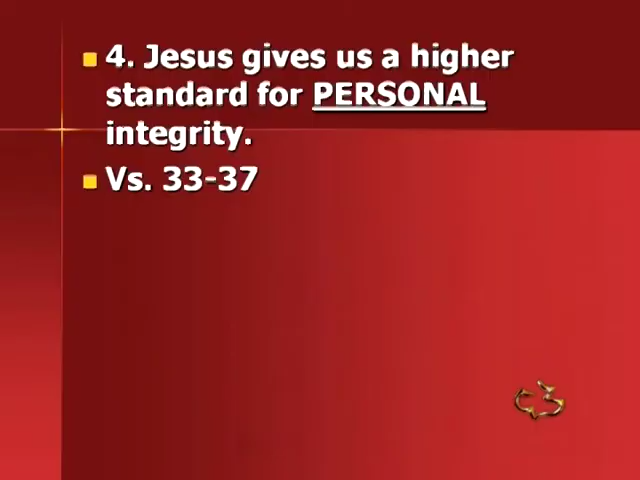 4. Jesus gives us a higher
standard for PERSONAL
integrity.
Vs. 33-37